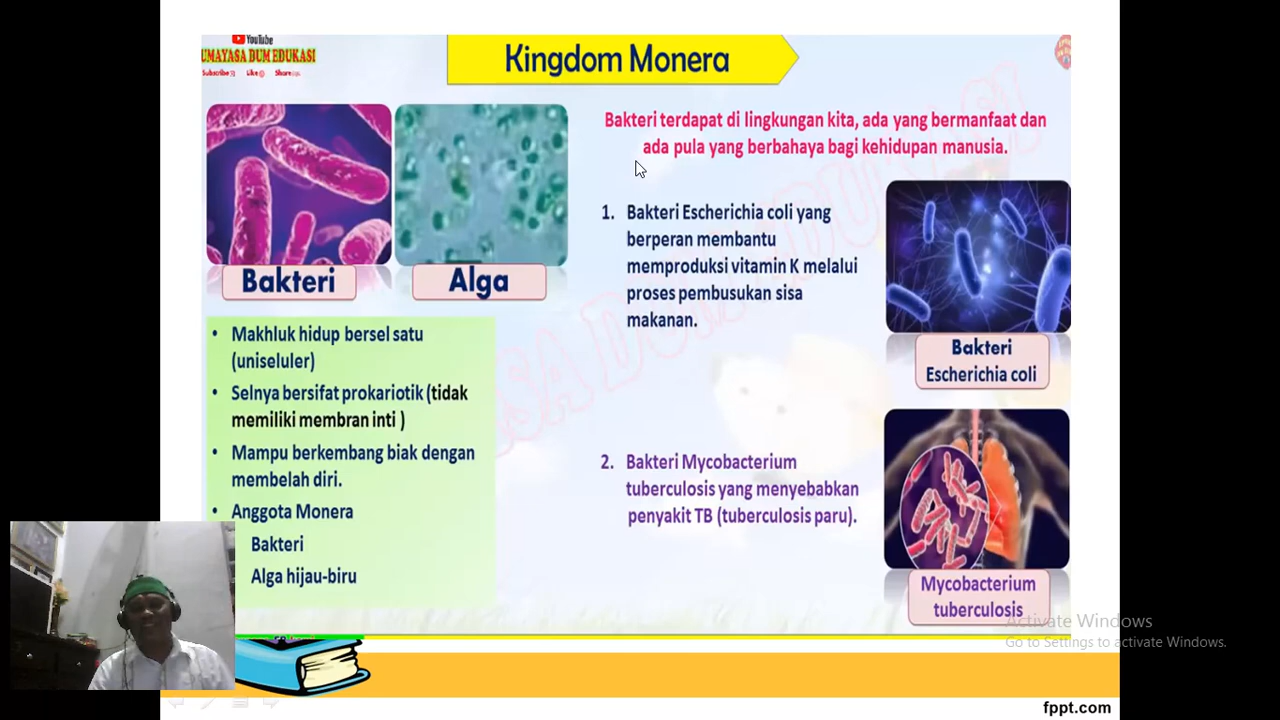 YouTube
UMAYASA DUM EDUKASI
Subscribe Like Share
Kingdom Monera
Bakteri
Alga
Makhluk hidup bersel satu
(uniseluler)
Selnya bersifat prokariotik (tidak
memiliki membran inti )
Mampu berkembang biak dengan
membelah diri.
Anggota Monera
Bakteri
Alga hijau-biru
Bakteri terdapat di lingkungan kita, ada yang bermanfaat dan
ada pula yang berbahaya bagi kehidupan manusia.
1. Bakteri Escherichia coli yang
berperan membantu
memproduksi vitamin K melalui
proses pembusukan sisa
makanan.
Bakteri
Escherichia coli
2. Bakteri Mycobacterium
tuberculosis yang menyebabkan
penyakit TB (tuberculosis paru).
Mycobacterium
tuberculosis
Activate Windows
Go to Settings to activate Windows.
fppt.com